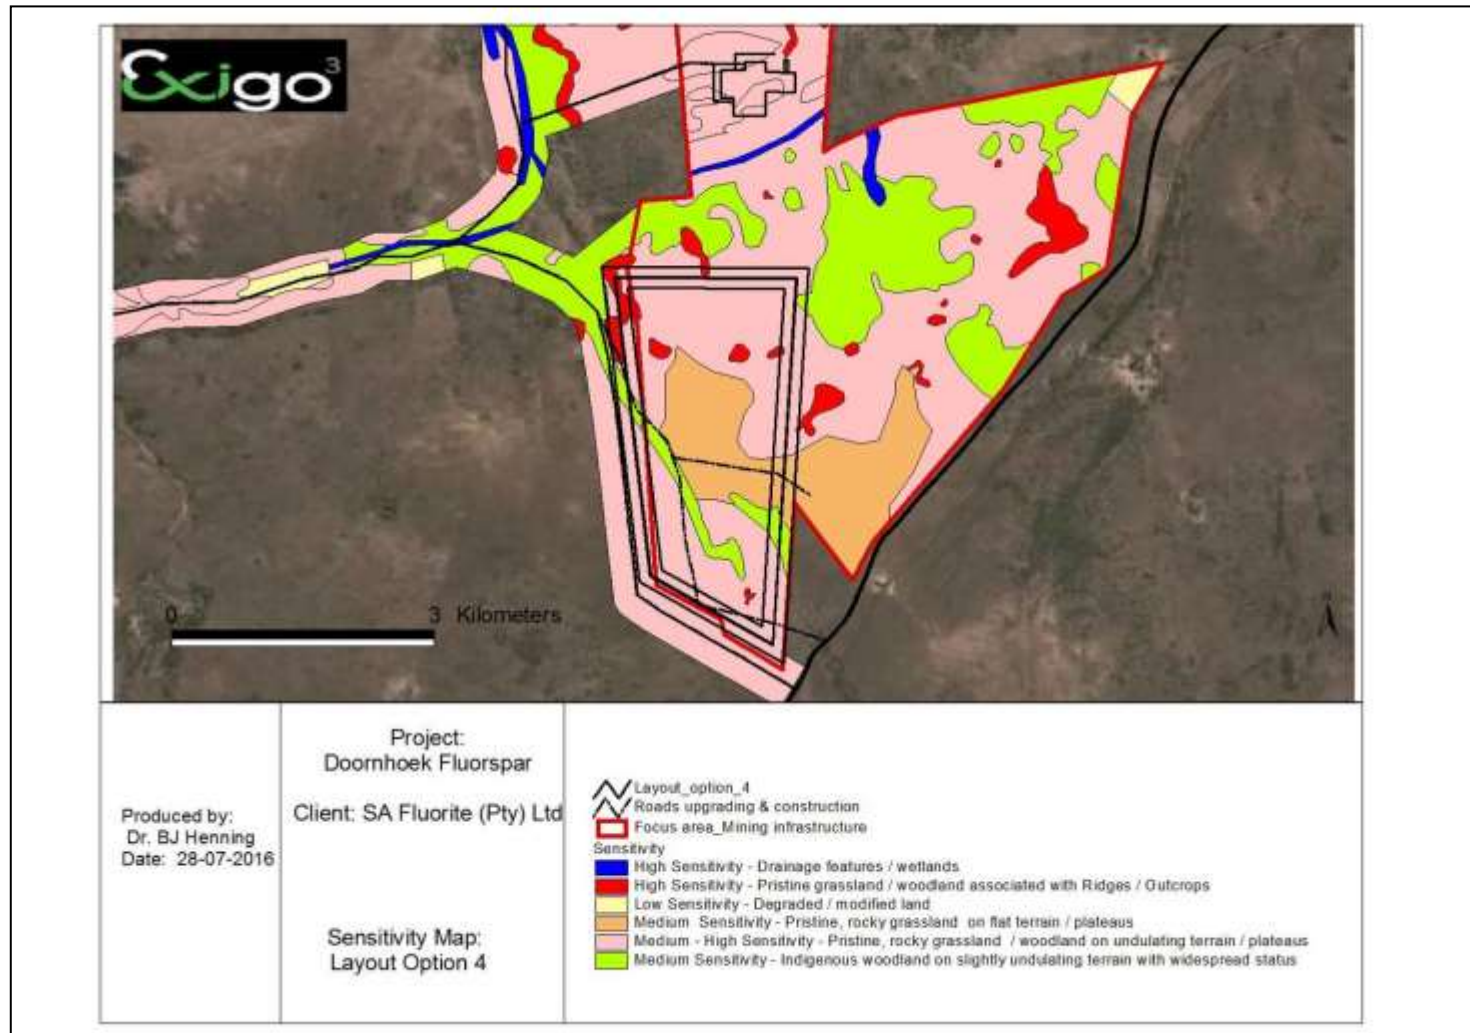 Exigo3
0 3 Kilometers
Produced by:
Dr. BJ Henning
Date: 28-07-2016
Project:
Doornhoek Fluorspar
Client: SA Fluorite (Pty) Ltd
Sensitivity Map:
Layout Option 4
Layout_option_4
Roads upgrading & construction
Focus area_Mining infrastructure
Sensitivity
High Sensitivity - Drainage features / wetlands
High Sensitivity - Pristine grassland / woodland associated with Ridges / Outcrops
Low Sensitivity - Degraded / modified land
Medium Sensitivity - Pristine, rocky grassland on flat terrain / plateaus
Medium - High Sensitivity - Pristine, rocky grassland / woodland on undulating terrain / plateaus
Medium Sensitivity - Indigenous woodland on slightly undulating terrain with widespread status